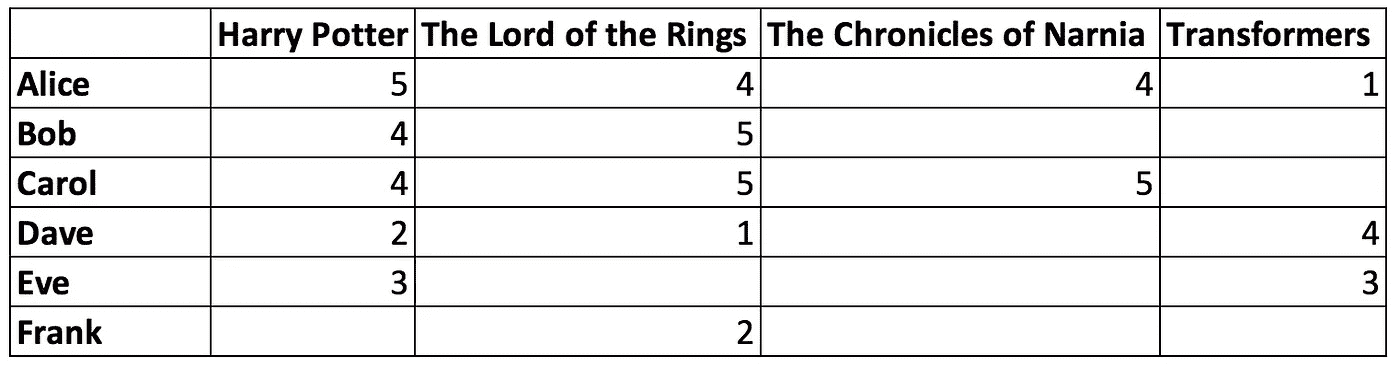 Harry Potter The Lord of the Rings The Chronicles of Narnia Transformers
Alice 5 4 4 1
Bob 4 5
Carol 4 5 5
Dave 2 1 4
Eve 3 3
Frank 2